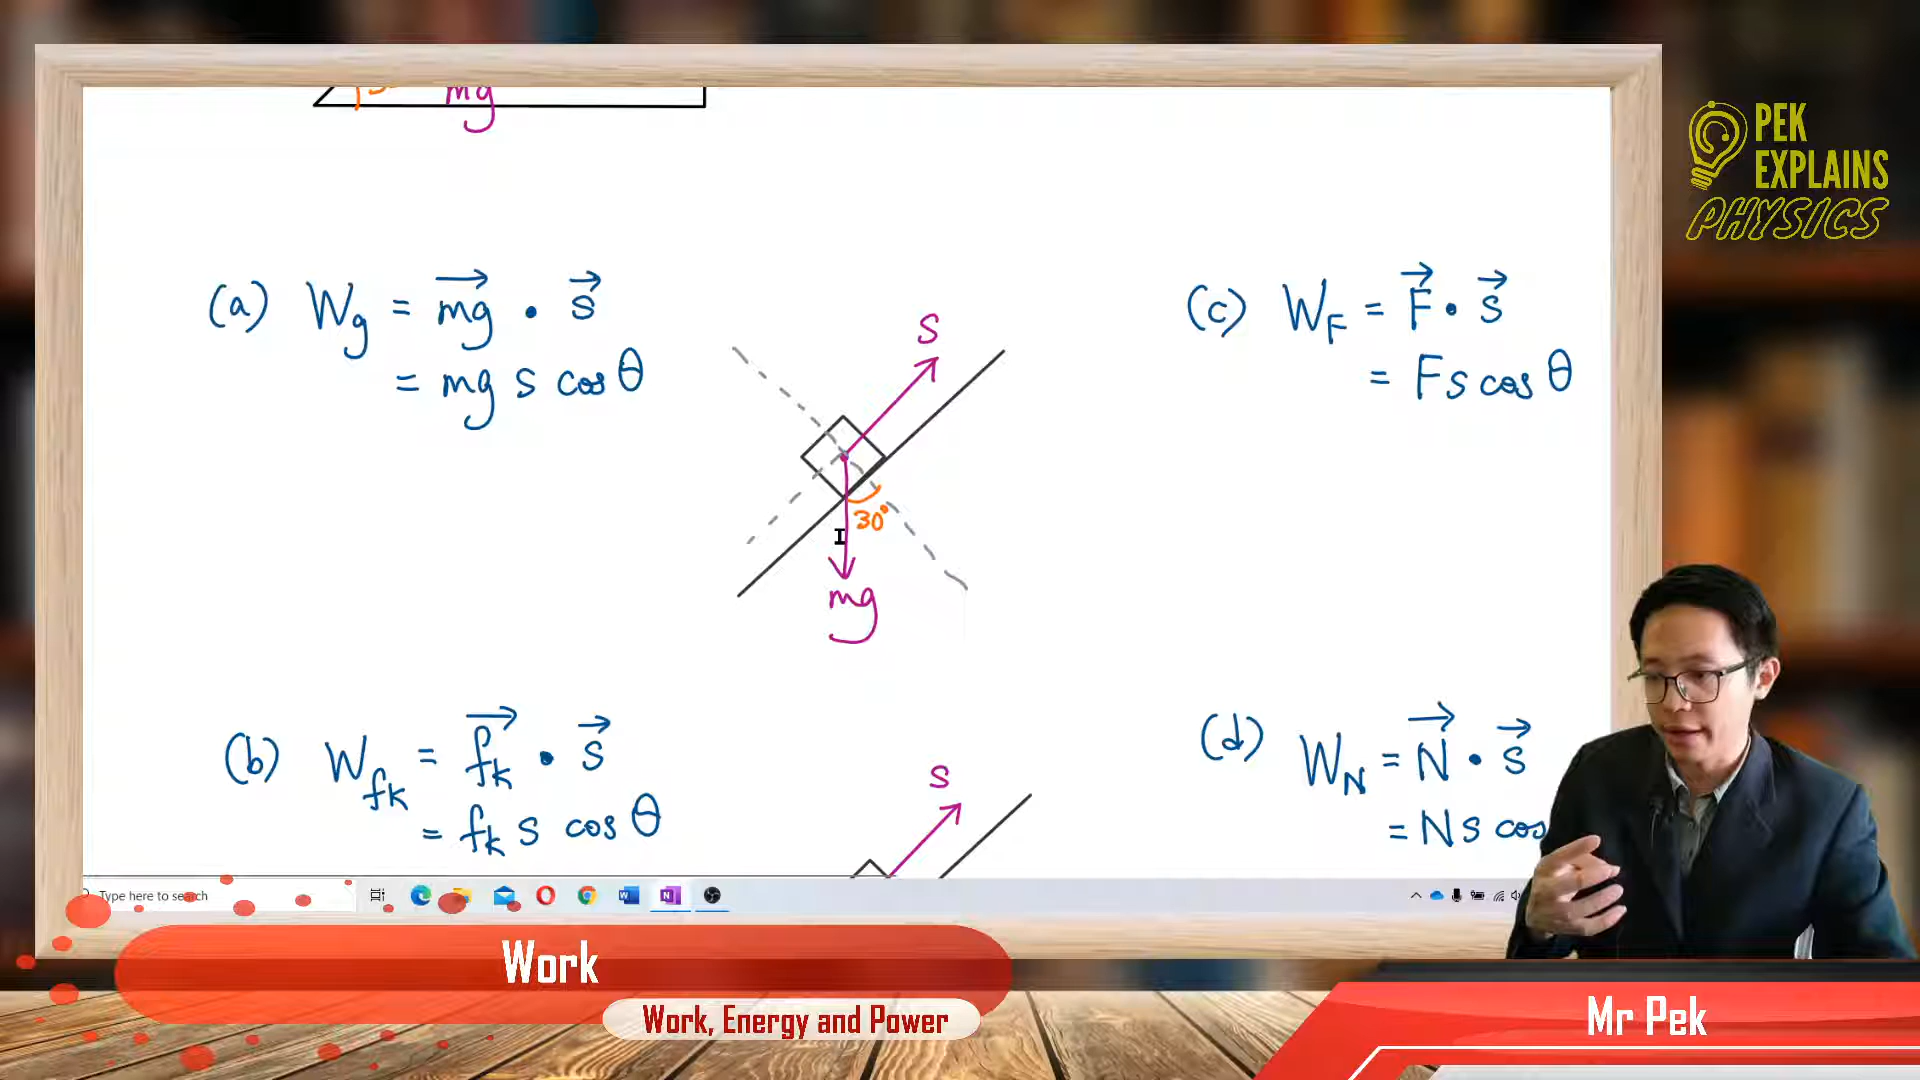 mg
PEK
EXPLAINS
PHYSICS
(a) Wg = mg • s
= mg s cos θ
s
30°
mg
(c) WF = F • s
= F s cos θ
(b) Wfk = fk • s
= fk s cos θ
s
(d) WN = N • s
= N s cos
Type here to search
Work
Work, Energy and Power
Mr Pek